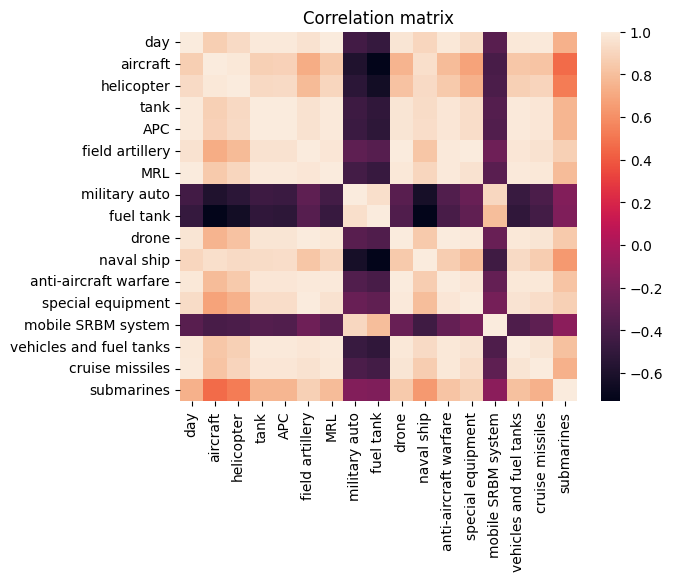 Correlation matrix
day
aircraft
helicopter
tank
APC
field artillery
MRL
military auto
fuel tank
drone
naval ship
anti-aircraft warfare
special equipment
mobile SRBM system
vehicles and fuel tanks
cruise missiles
submarines
1.0
0.8
0.6
0.4
0.2
0.0
−0.2
−0.4
−0.6
day
aircraft
helicopter
tank
APC
field artillery
MRL
military auto
fuel tank
drone
naval ship
anti-aircraft warfare
special equipment
mobile SRBM system
vehicles and fuel tanks
cruise missiles
submarines